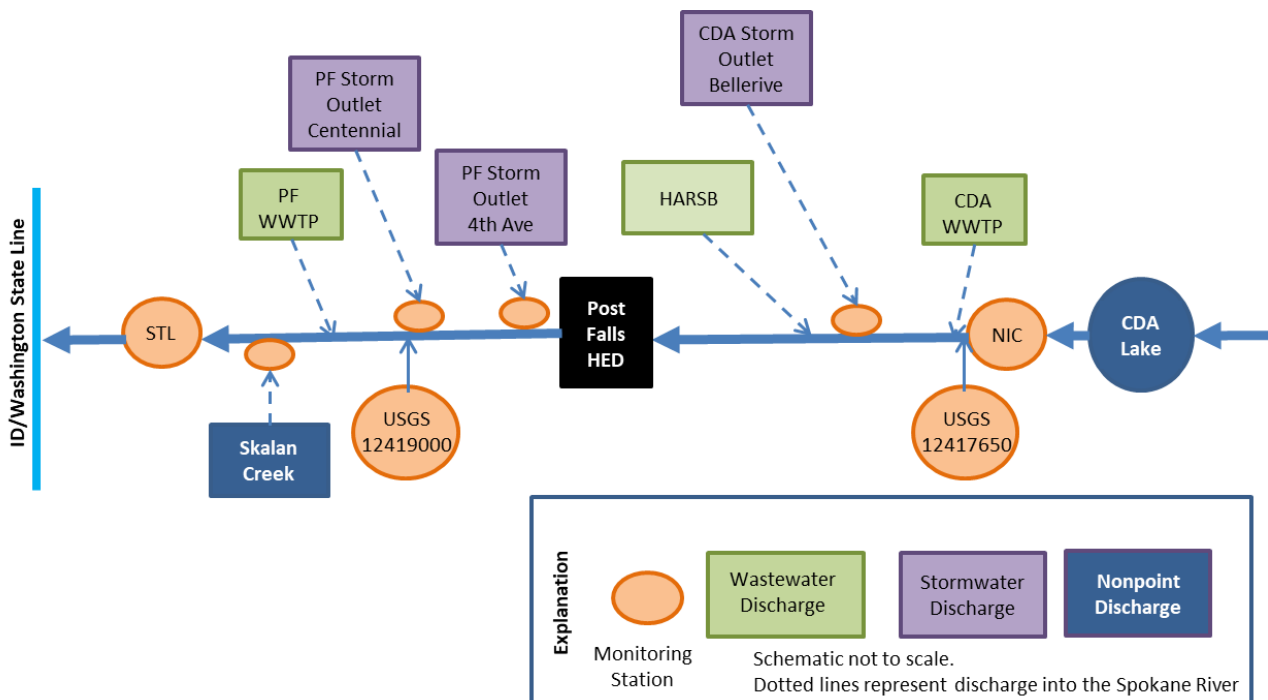 CDA Storm
Outlet
Bellerive
PF Storm
Outlet
Centennial
PF Storm
Outlet
4th Ave
PF
WWTP
HARSB
CDA
WWTP
ID/Washington State Line
STL
Post
Falls
HED
NIC
CDA
Lake
Skalan
Creek
USGS
12419000
USGS
12417650
Explanation
Monitoring
Station
Wastewater
Discharge
Stormwater
Discharge
Nonpoint
Discharge
Schematic not to scale.
Dotted lines represent discharge into the Spokane River